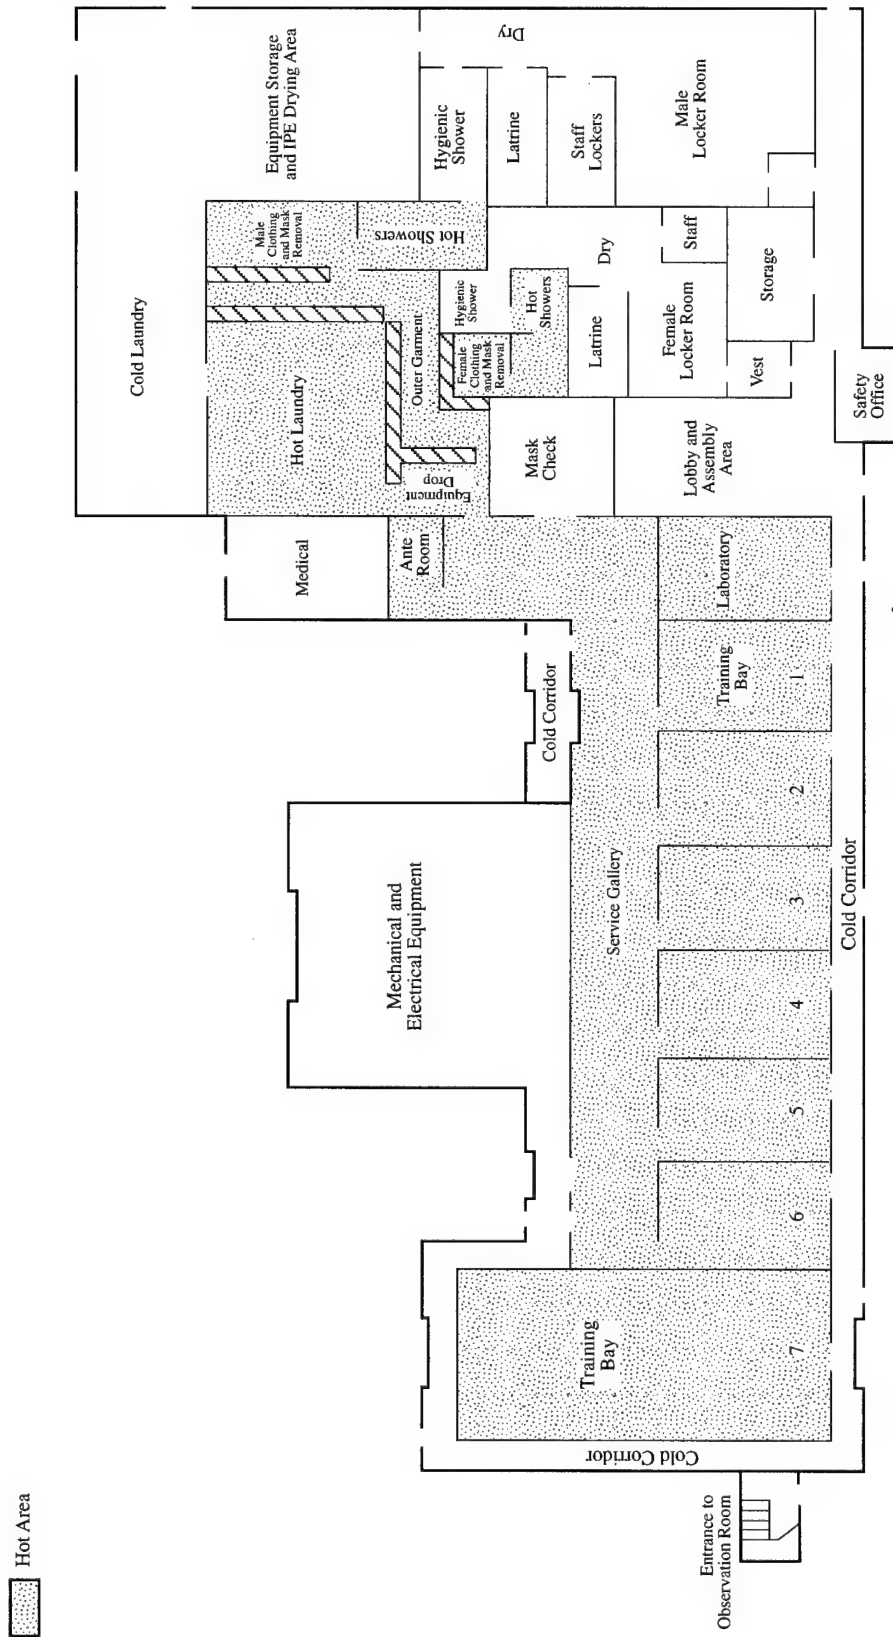 Hot Area
Cold Laundry
Equipment Storage
and IPE Drying Area
Hot Laundry
Male
Clothing
and Mask
Removal
Hot Showers
Outer Garment
Equipment
Drop
Medical
Ante
Room
Hygienic
Shower
Female
Clothing
and Mask
Removal
Hot
Showers
Hygienic
Shower
Dry
Latrine
Staff
Lockers
Male
Locker Room
Dry
Latrine
Staff
Female
Locker Room
Storage
Vest
Mask
Check
Lobby and
Assembly
Area
Safety
Office
Laboratory
Cold Corridor
Mechanical and
Electrical Equipment
Service Gallery
Training
Bay
1
2
3
4
5
6
Training
Bay
7
Cold Corridor
Cold Corridor
Entrance to
Observation Room